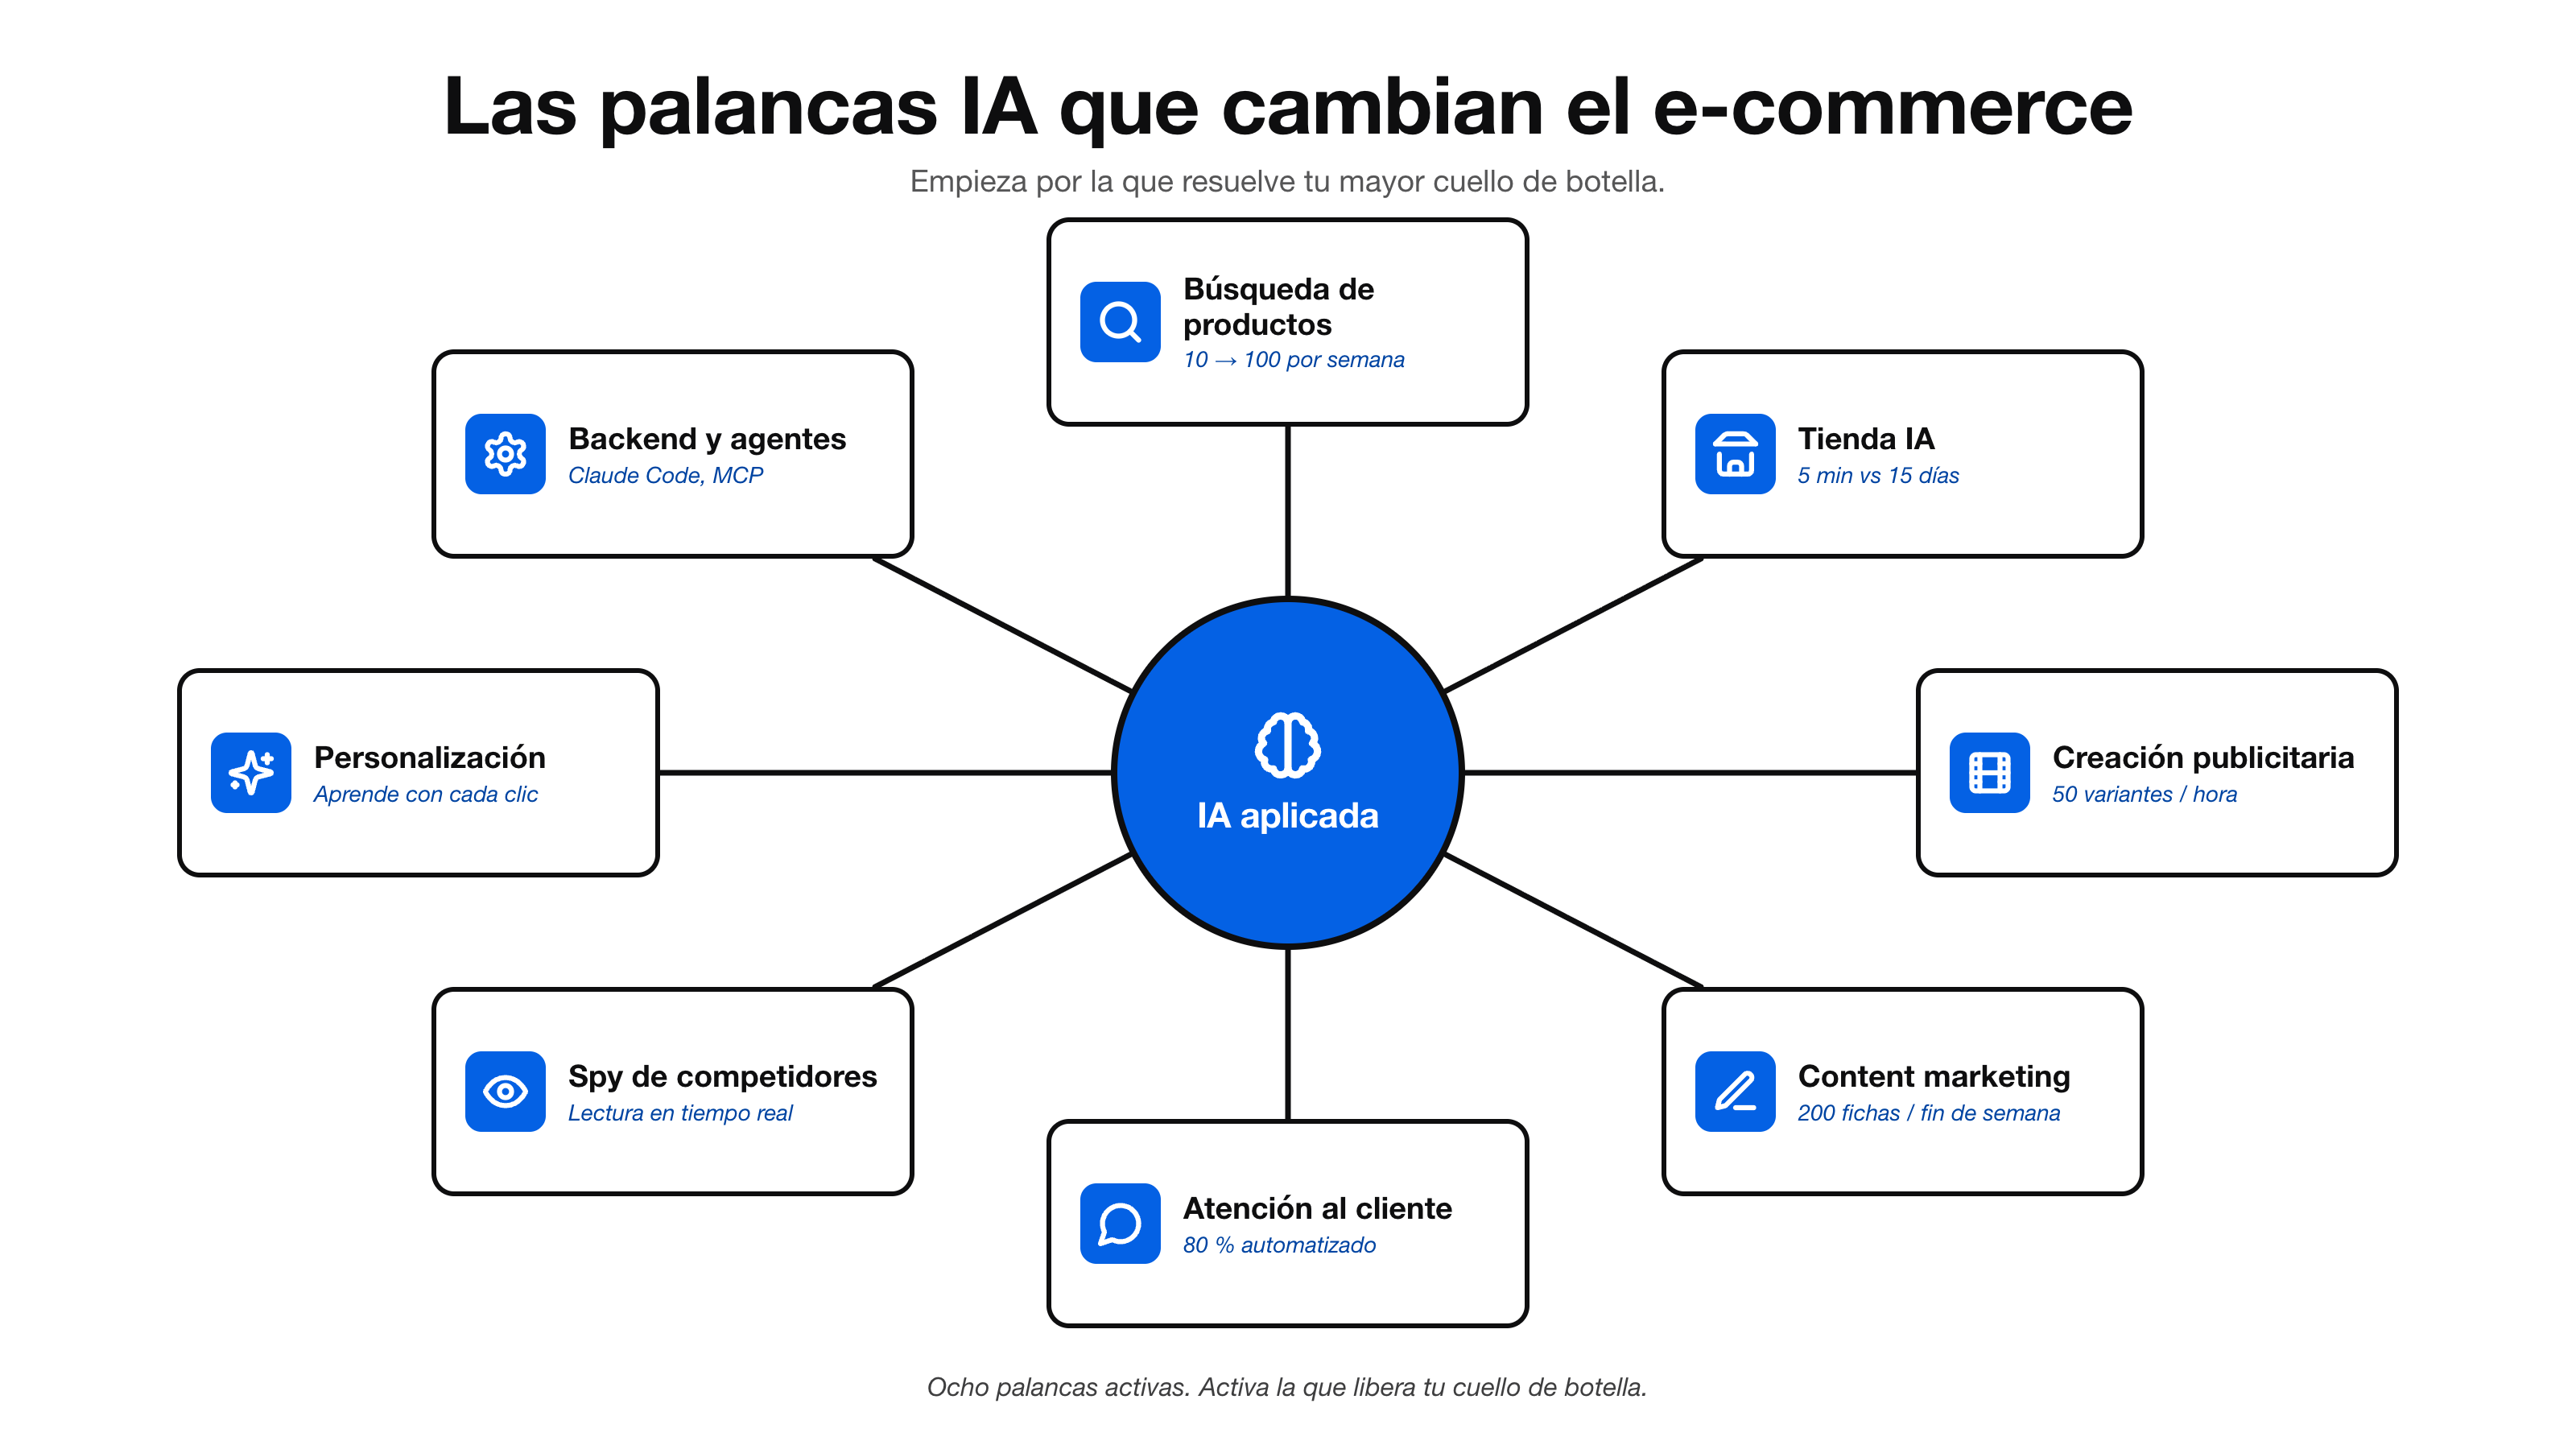 Las palancas IA que cambian el e-commerce
Empieza por la que resuelve tu mayor cuello de botella.
Búsqueda de
productos
10 → 100 por semana
Backend y agentes
Claude Code, MCP
Tienda IA
5 min vs 15 días
Personalización
Aprende con cada clic
IA aplicada
Creación publicitaria
50 variantes / hora
Spy de competidores
Lectura en tiempo real
Content marketing
200 fichas / fin de semana
Atención al cliente
80 % automatizado
Ocho palancas activas. Activa la que libera tu cuello de botella.